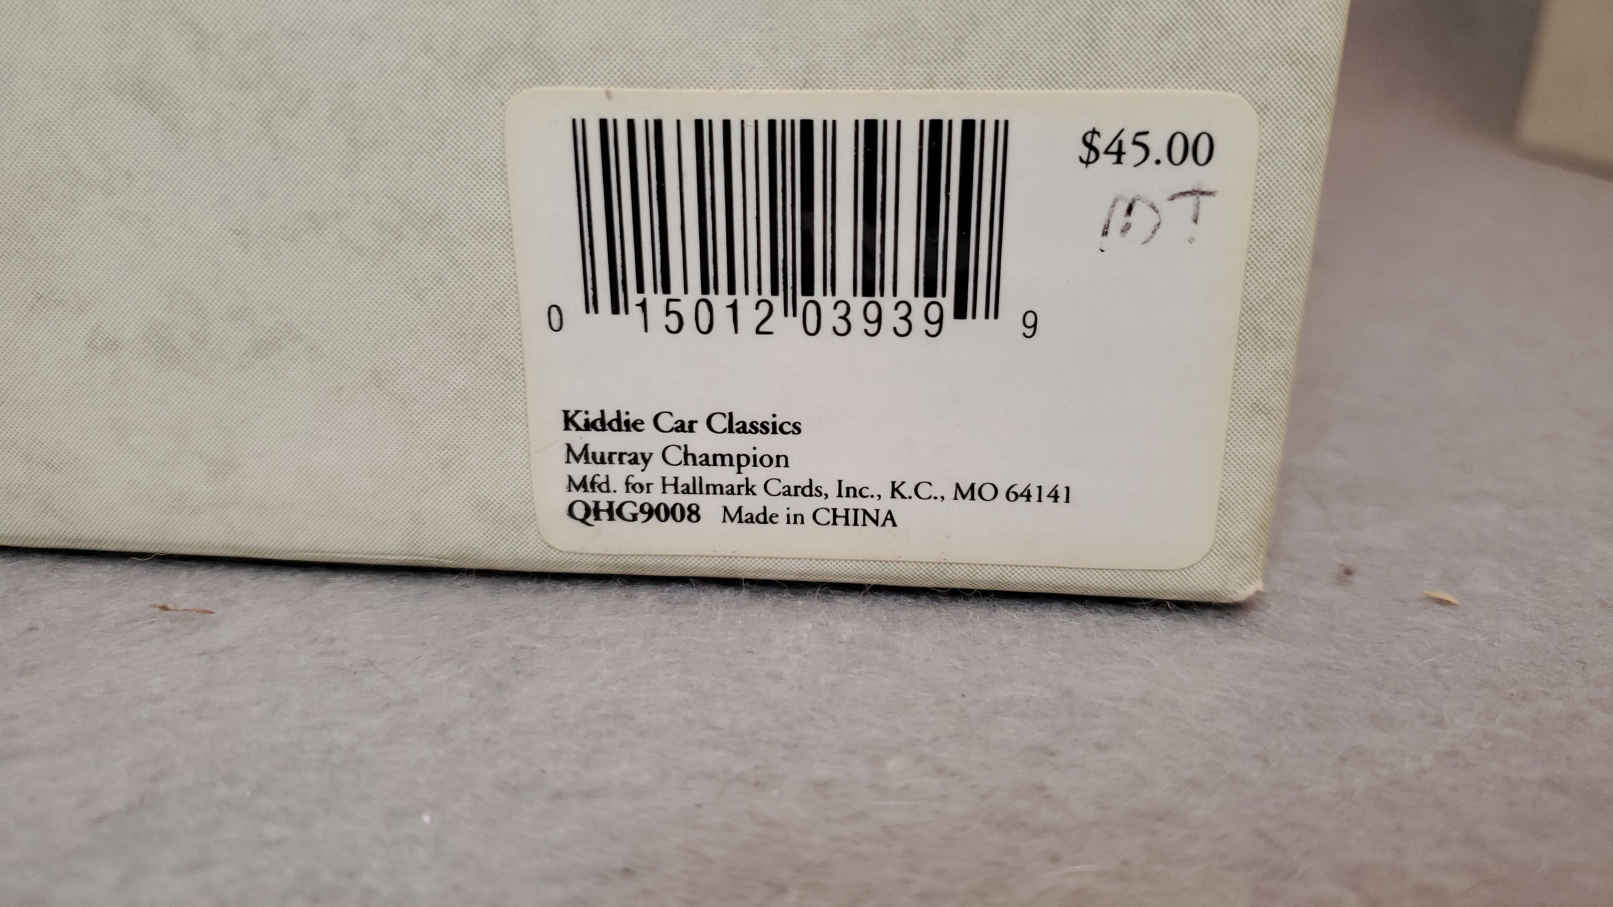 $45.00
0 15012 03939 9
Kiddie Car Classics
Murray Champion
Mfd. for Hallmark Cards, Inc., K.C., MO 64141
QHG9008 Made in CHINA